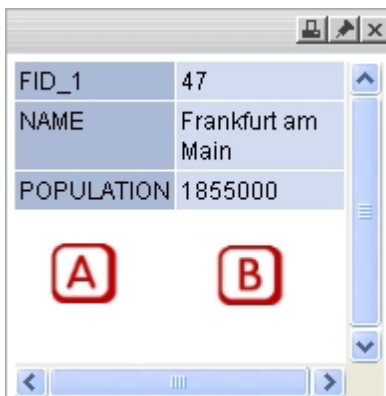 FID_1 47
NAME Frankfurt am
Main
POPULATION 1855000
A B